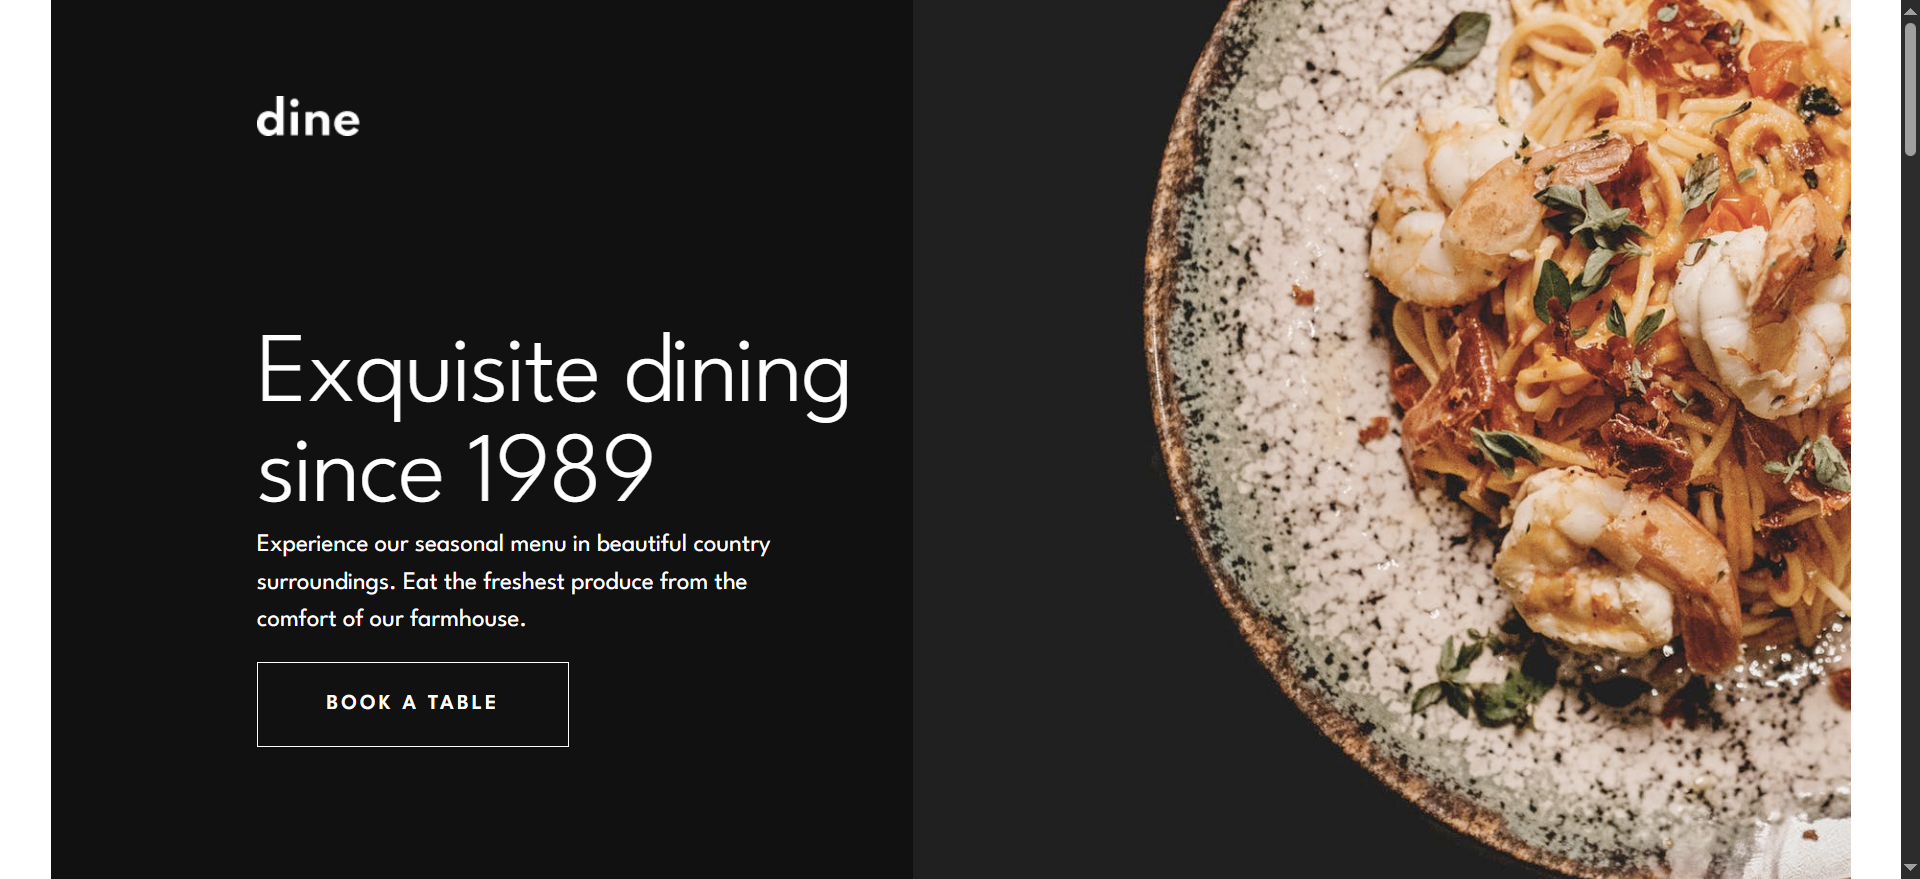 dine
Exquisite dining
since 1989
Experience our seasonal menu in beautiful country
surroundings. Eat the freshest produce from the
comfort of our farmhouse.
BOOK A TABLE